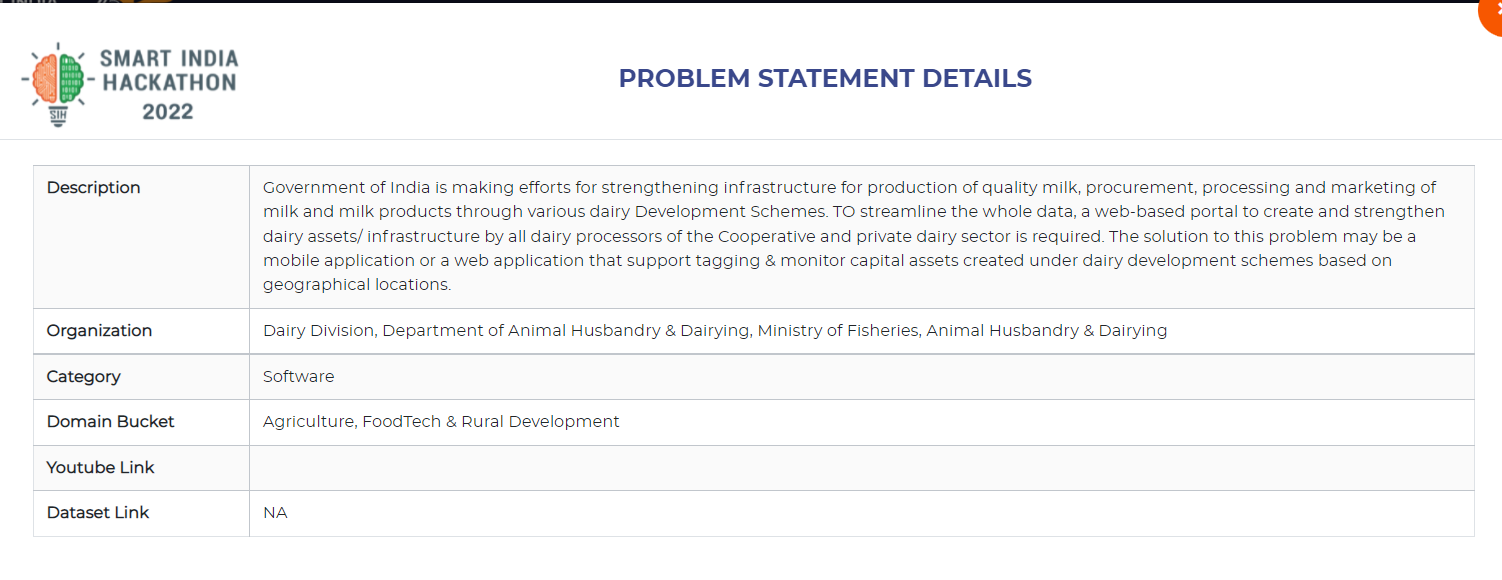 SMART INDIA
HACKATHON
2022
SIH
PROBLEM STATEMENT DETAILS
Description
Government of India is making efforts for strengthening infrastructure for production of quality milk, procurement, processing and marketing of
milk and milk products through various dairy Development Schemes. TO streamline the whole data, a web-based portal to create and strengthen
dairy assets/ infrastructure by all dairy processors of the Cooperative and private dairy sector is required. The solution to this problem may be a
mobile application or a web application that support tagging & monitor capital assets created under dairy development schemes based on
geographical locations.
Organization
Dairy Division, Department of Animal Husbandry & Dairying, Ministry of Fisheries, Animal Husbandry & Dairying
Category
Software
Domain Bucket
Agriculture, FoodTech & Rural Development
Youtube Link
Dataset Link
NA